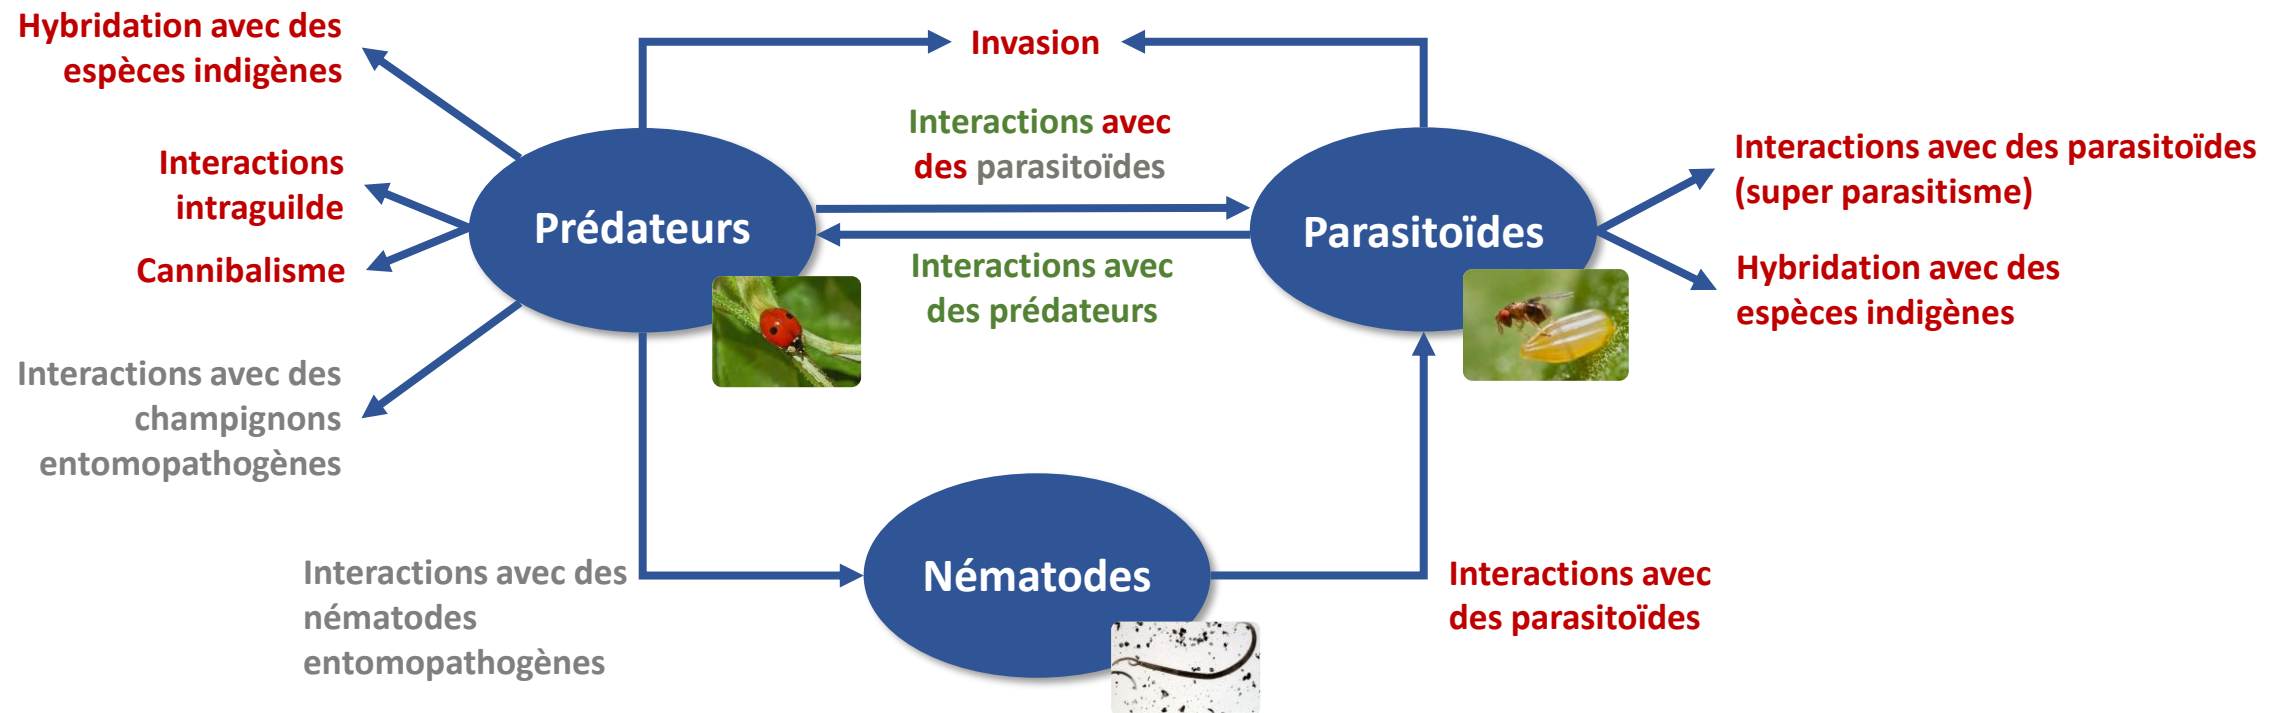 Hybridation avec des
espèces indigènes
Invasion
Interactions avec
des parasitoïdes
Interactions
intraguilde
Cannibalisme
Prédateurs
Parasitoïdes
Interactions avec des parasitoïdes
(super parasitisme)
Hybridation avec des
espèces indigènes
Interactions avec
des prédateurs
Interactions avec des
champignons
entomopathogènes
Interactions avec des
nématodes
entomopathogènes
Nématodes
Interactions avec
des parasitoïdes